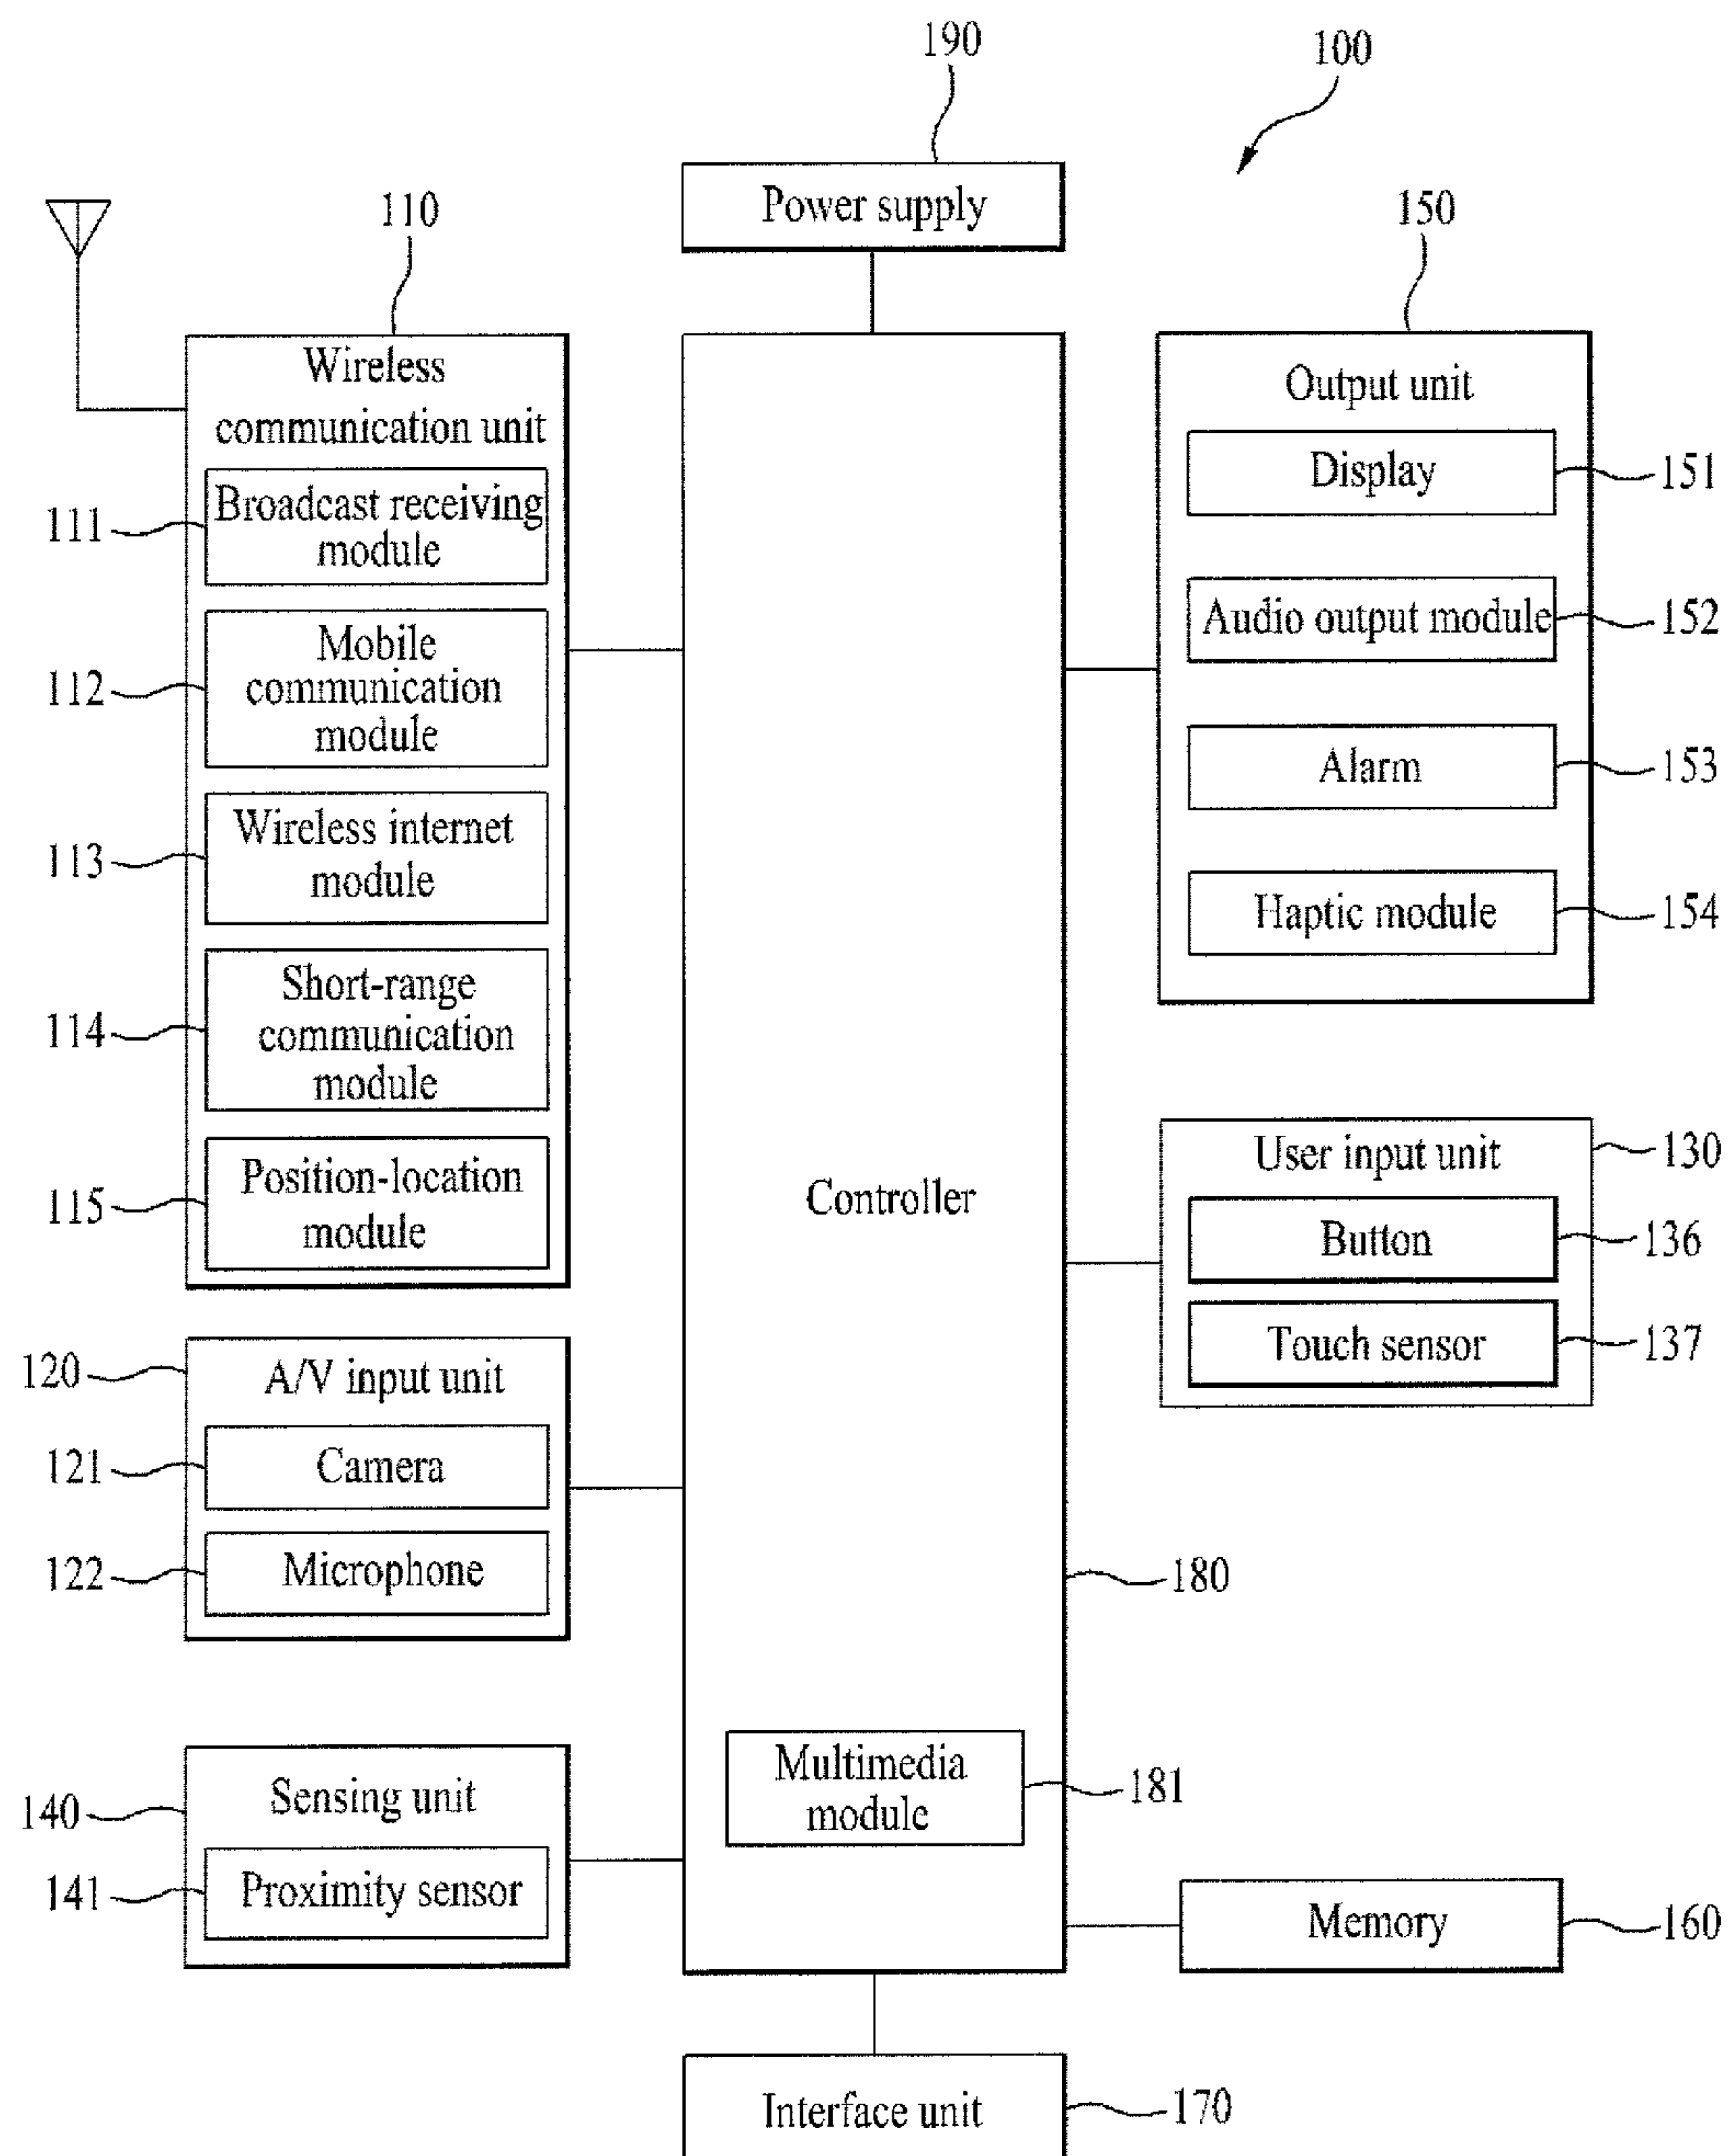 190
100
Power supply
110
150
Wireless
communication unit
111
Broadcast receiving
module
112
Mobile
communication
module
113
Wireless internet
module
114
Short-range
communication
module
115
Position-location
module
Output unit
Display
151
Audio output module
152
Alarm
153
Haptic module
154
Controller
180
Multimedia
module
181
User input unit
130
Button
136
Touch sensor
137
120
A/V input unit
121
Camera
122
Microphone
140
Sensing unit
141
Proximity sensor
Memory
160
Interface unit
170